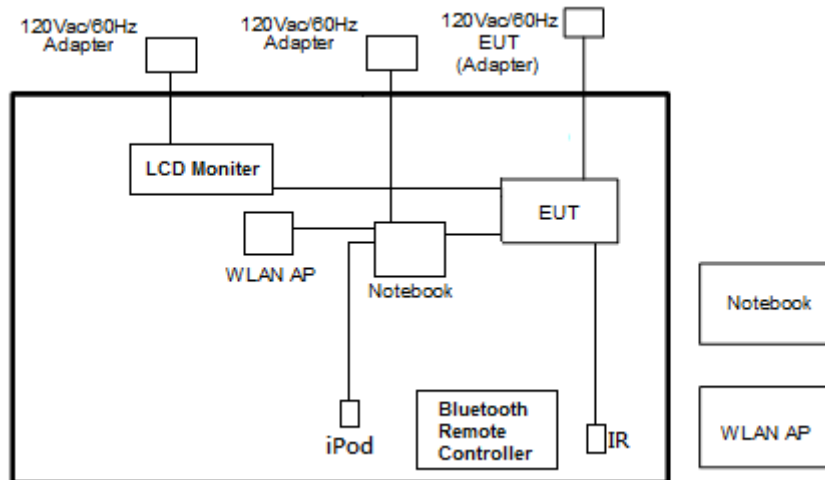 120Vac/60Hz
Adapter
120Vac/60Hz
Adapter
120Vac/60Hz
EUT
(Adapter)
LCD Moniter
EUT
WLAN AP
Notebook
Notebook
iPod
Bluetooth
Remote
Controller
IR
WLAN AP